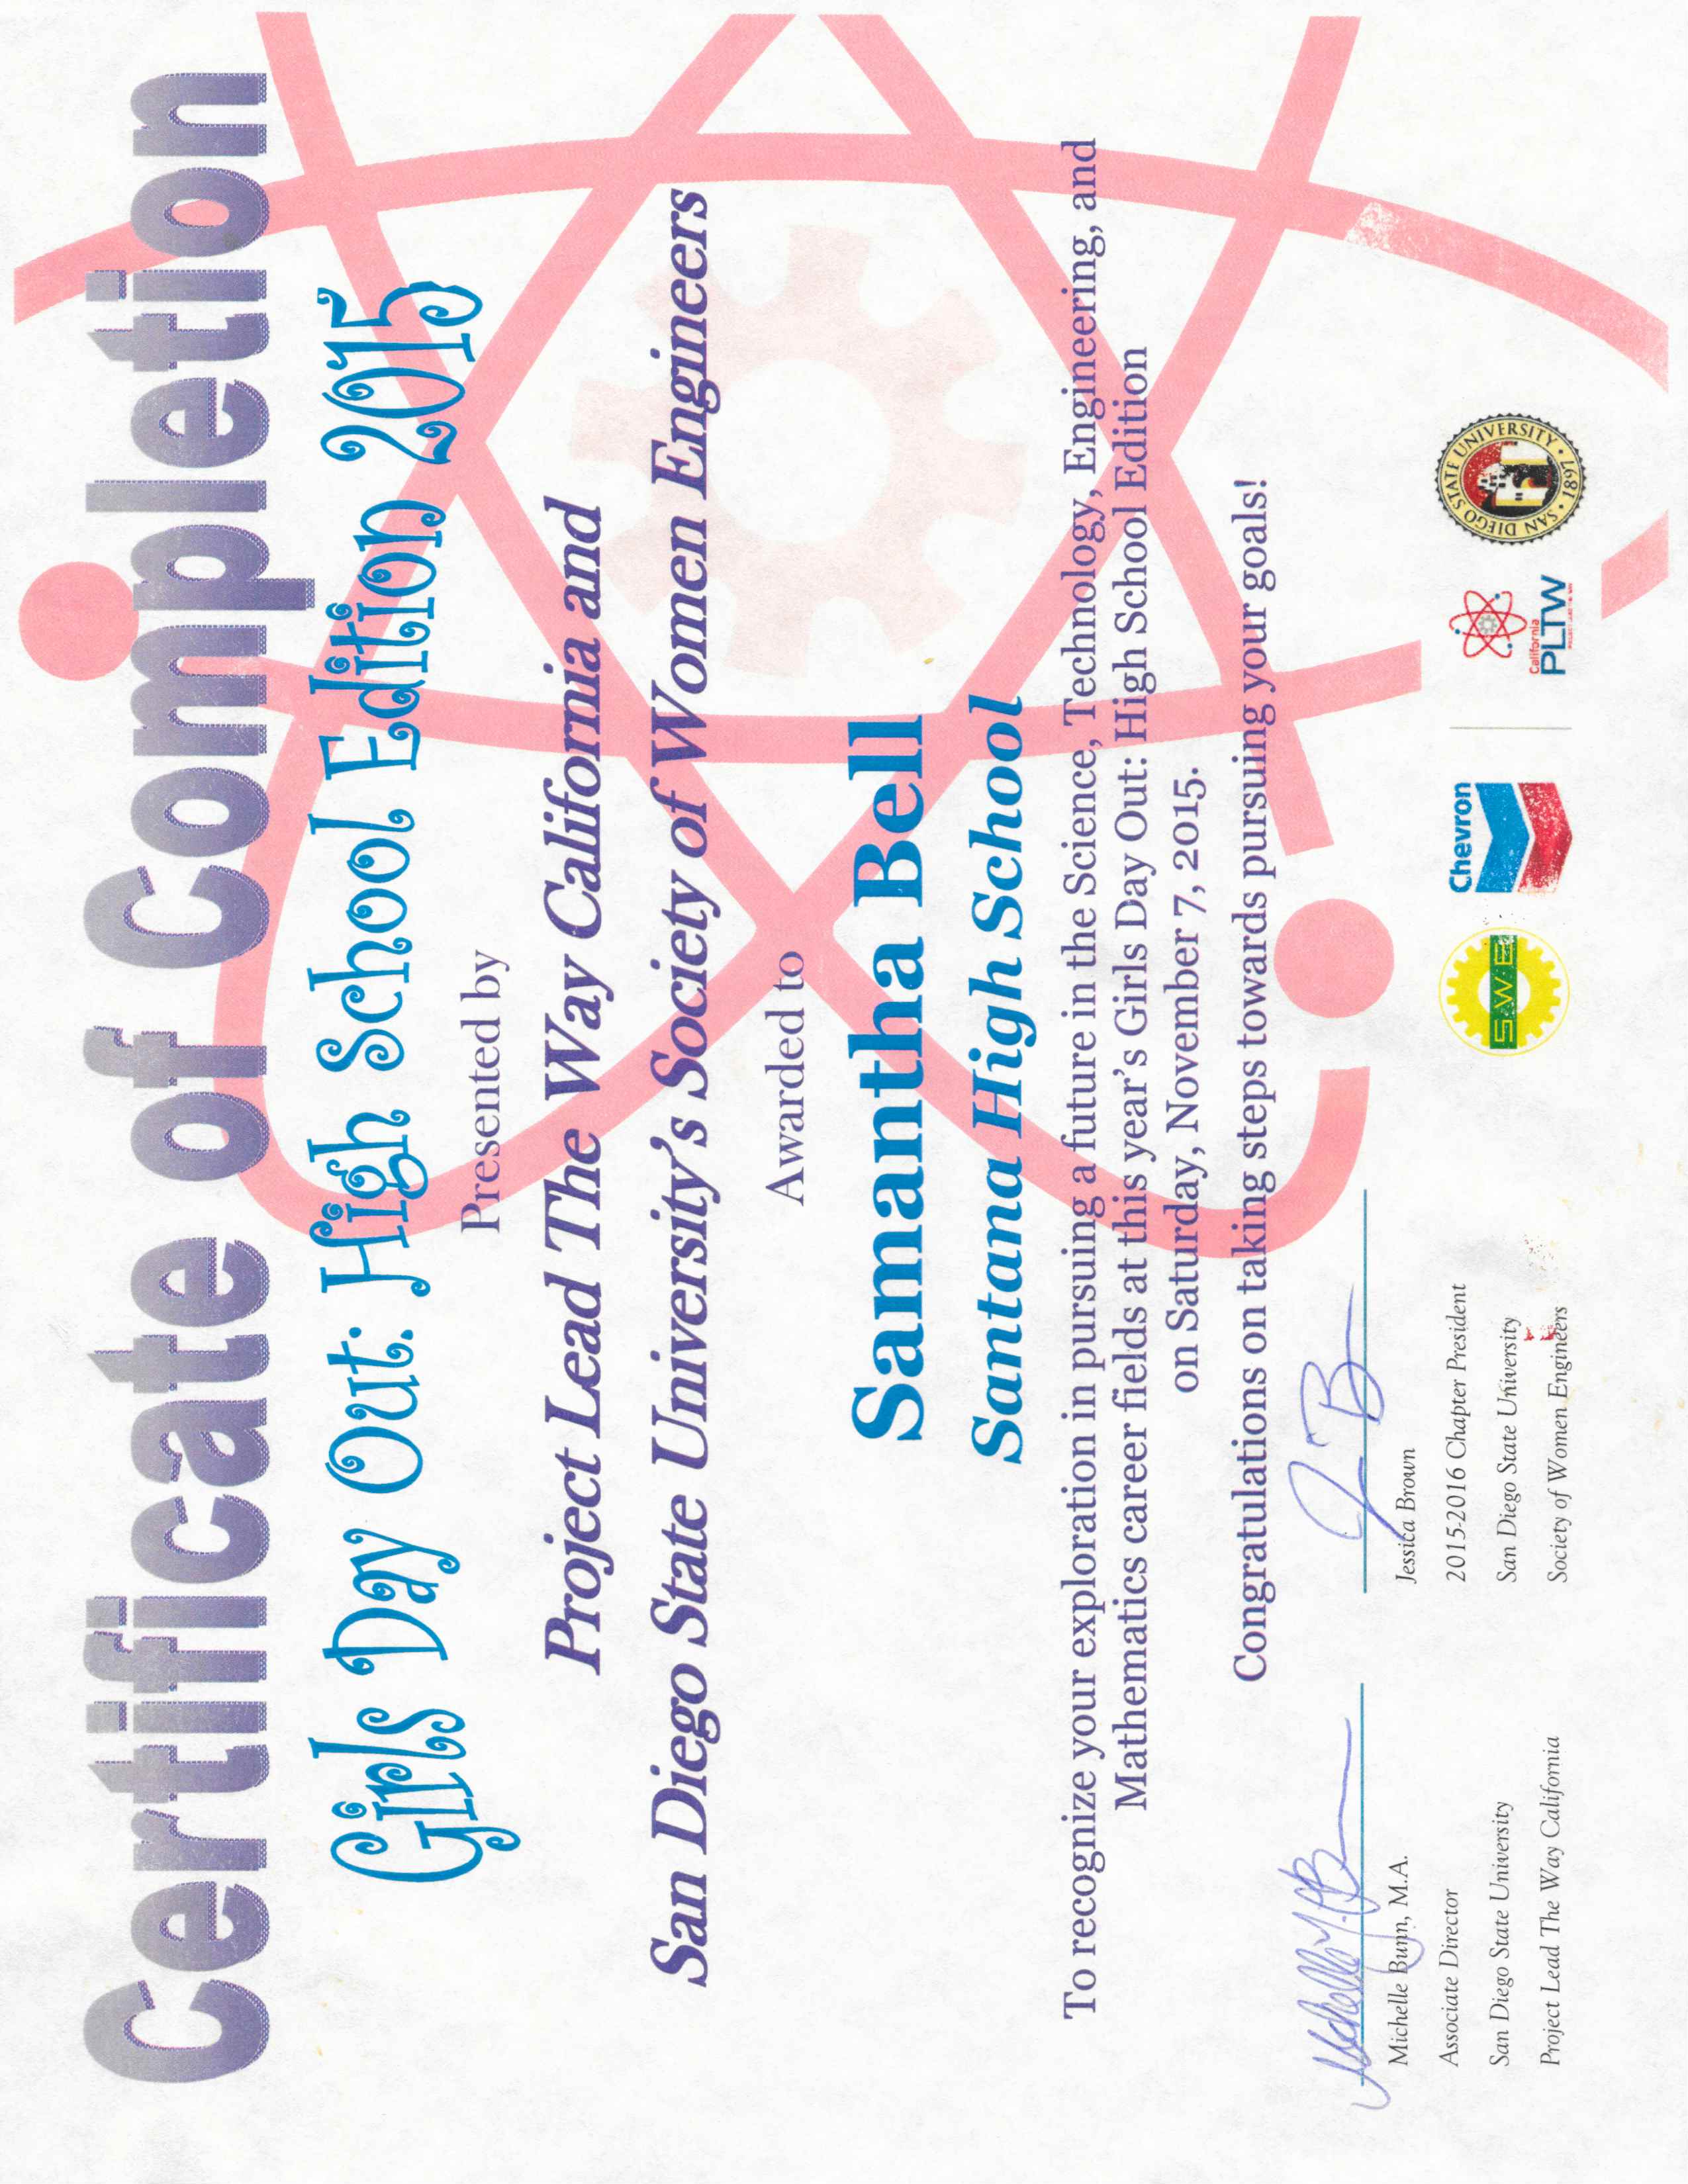 Certificate of Completion
Girls Day Out: High School Edition 2015
Presented by
Project Lead The Way California and
San Diego State University's Society of Women Engineers
Awarded to
Samantha Bell
Santana High School
To recognize your exploration in pursuing a future in the Science, Technology, Engineering, and
Mathematics career fields at this year's Girls Day Out: High School Edition
on Saturday, November 7, 2015.
Congratulations on taking steps towards pursuing your goals!
Michelle Bunn, M.A.
Associate Director
San Diego State University
Project Lead The Way California
Jessica Brown
2015-2016 Chapter President
San Diego State University
Society of Women Engineers
S·W·E
Chevron
California
PLTW
PROJECT LEAD THE WAY
SAN DIEGO STATE UNIVERSITY
1897